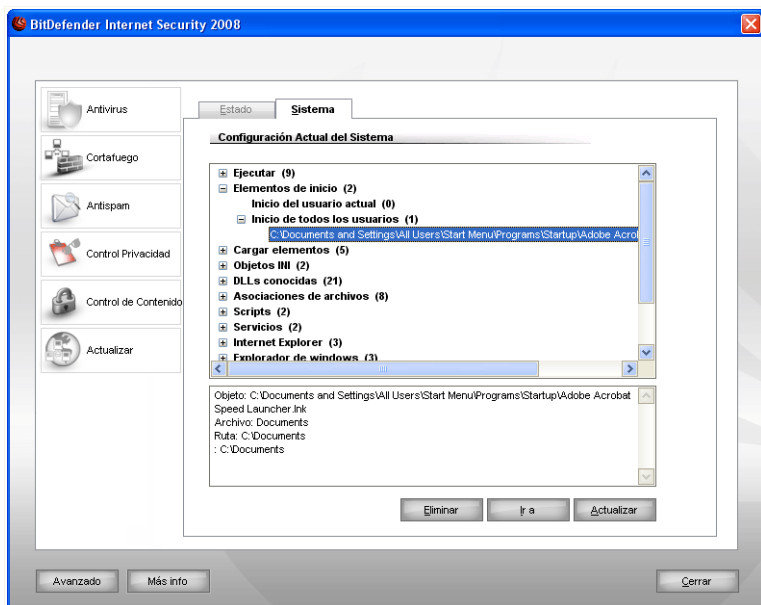 BitDefender Internet Security 2008
Antivirus
Cortafuego
Antispam
Control Privacidad
Control de Contenido
Actualizar
Estado
Sistema
Configuración Actual del Sistema
Ejecutar (9)
Elementos de inicio (2)
Inicio del usuario actual (0)
Inicio de todos los usuarios (1)
C:\Documents and Settings\All Users\Start Menu\Programs\Startup\Adobe Acrob
Cargar elementos (5)
Objetos INI (2)
DLLs conocidas (21)
Asociaciones de archivos (8)
Scripts (2)
Servicios (2)
Internet Explorer (3)
Explorador de windows (3)
Objeto: C:\Documents and Settings\All Users\Start Menu\Programs\Startup\Adobe Acrobat
Speed Launcher.lnk
Archivo: Documents
Ruta: C:\Documents
: C:\Documents
Eliminar
Ir a
Actualizar
Avanzado
Más info
Cerrar